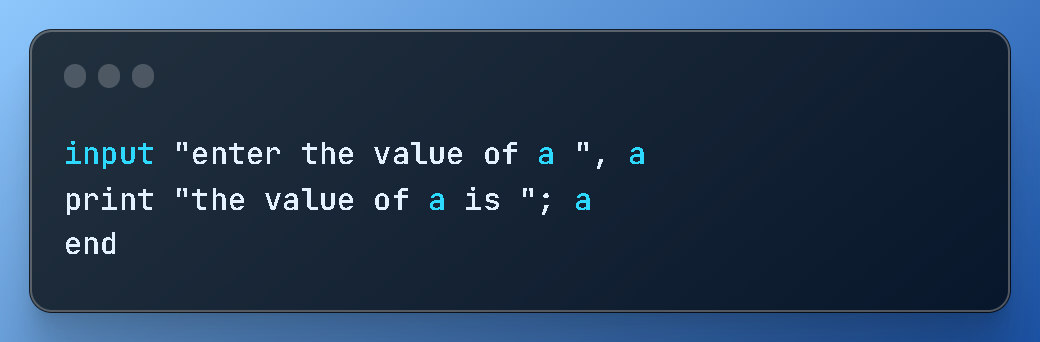 input "enter the value of a ", a
print "the value of a is "; a
end